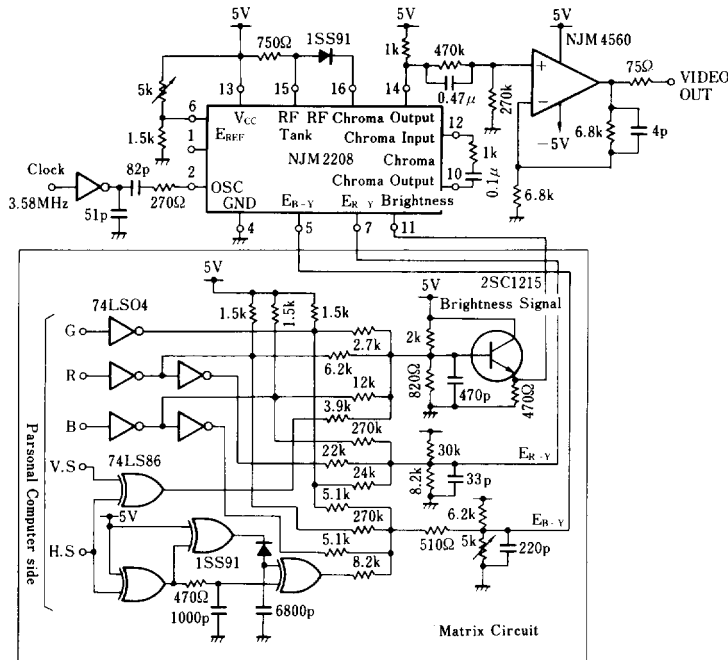 5V
5V
5V
750Ω
1SS91
1k
470k
NJM4560
5k
0.47μ
270k
75Ω
VIDEO OUT
13
15
16
14
6
1.5k
1
VCC
RF
RF
Chroma Output
EREF
Tank
Chroma Input
12
NJM2208
Chroma
1k
6.8k
4p
-5V
Clock
3.58MHz
82p
2
OSC
Chroma Output
10
0.1μ
51p
270Ω
GND
EB-Y
ER-Y
Brightness
6.8k
4
5
7
11
5V
2SC1215
74LSO4
1.5k
1.5k
1.5k
5V
Brightness Signal
G
2k
2.7k
R
6.2k
820Ω
470p
470Ω
12k
B
3.9k
Parsonal Computer side
270k
V.S
74LS86
22k
30k
ER-Y
24k
8.2k
33p
5V
5.1k
270k
6.2k
EB-Y
H.S
1SS91
5.1k
510Ω
5k
220p
8.2k
470Ω
1000p
6800p
Matrix Circuit